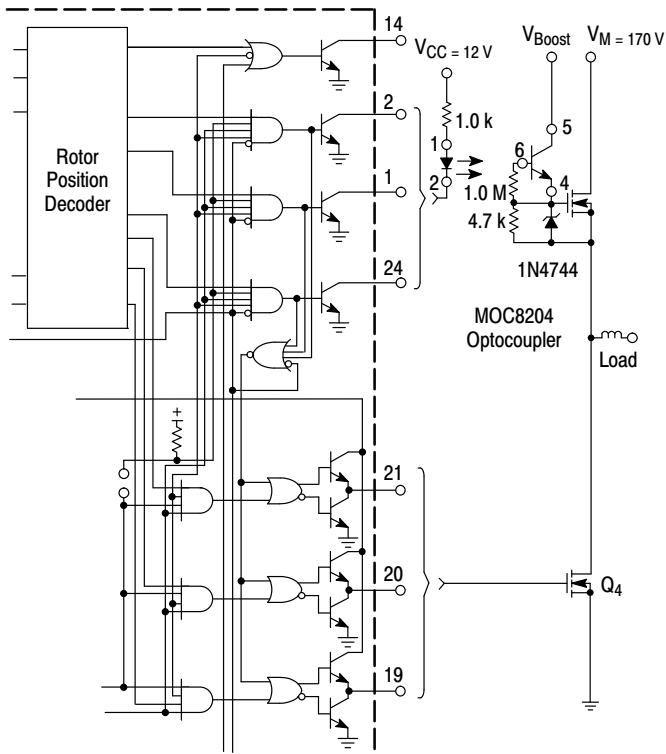 14
V_CC = 12 V
V_Boost
V_M = 170 V
2
1.0 k
1
5
6
2
4
1
1.0 M
4.7 k
Rotor
Position
Decoder
1N4744
24
MOC8204
Optocoupler
Load
+
21
20
Q_4
19